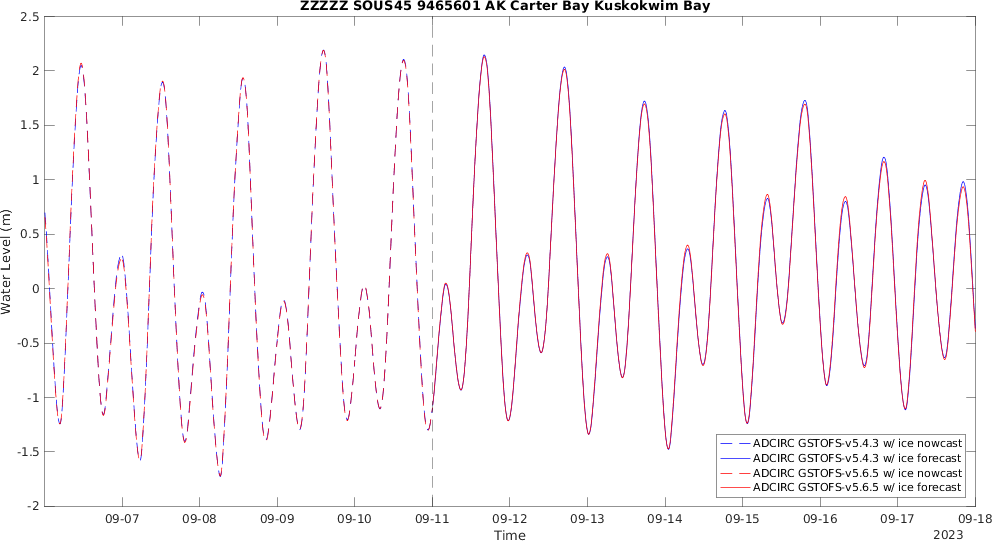 ZZZZZ SOUS45 9465601 AK Carter Bay Kuskokwim Bay
2.5
2
1.5
1
0.5
0
-0.5
-1
-1.5
-2
Water Level (m)
ADCIRC GSTOFS-v5.4.3 w/ ice nowcast
ADCIRC GSTOFS-v5.4.3 w/ ice forecast
ADCIRC GSTOFS-v5.6.5 w/ ice nowcast
ADCIRC GSTOFS-v5.6.5 w/ ice forecast
09-07 09-08 09-09 09-10 09-11 09-12 09-13 09-14 09-15 09-16 09-17 09-18
Time
2023